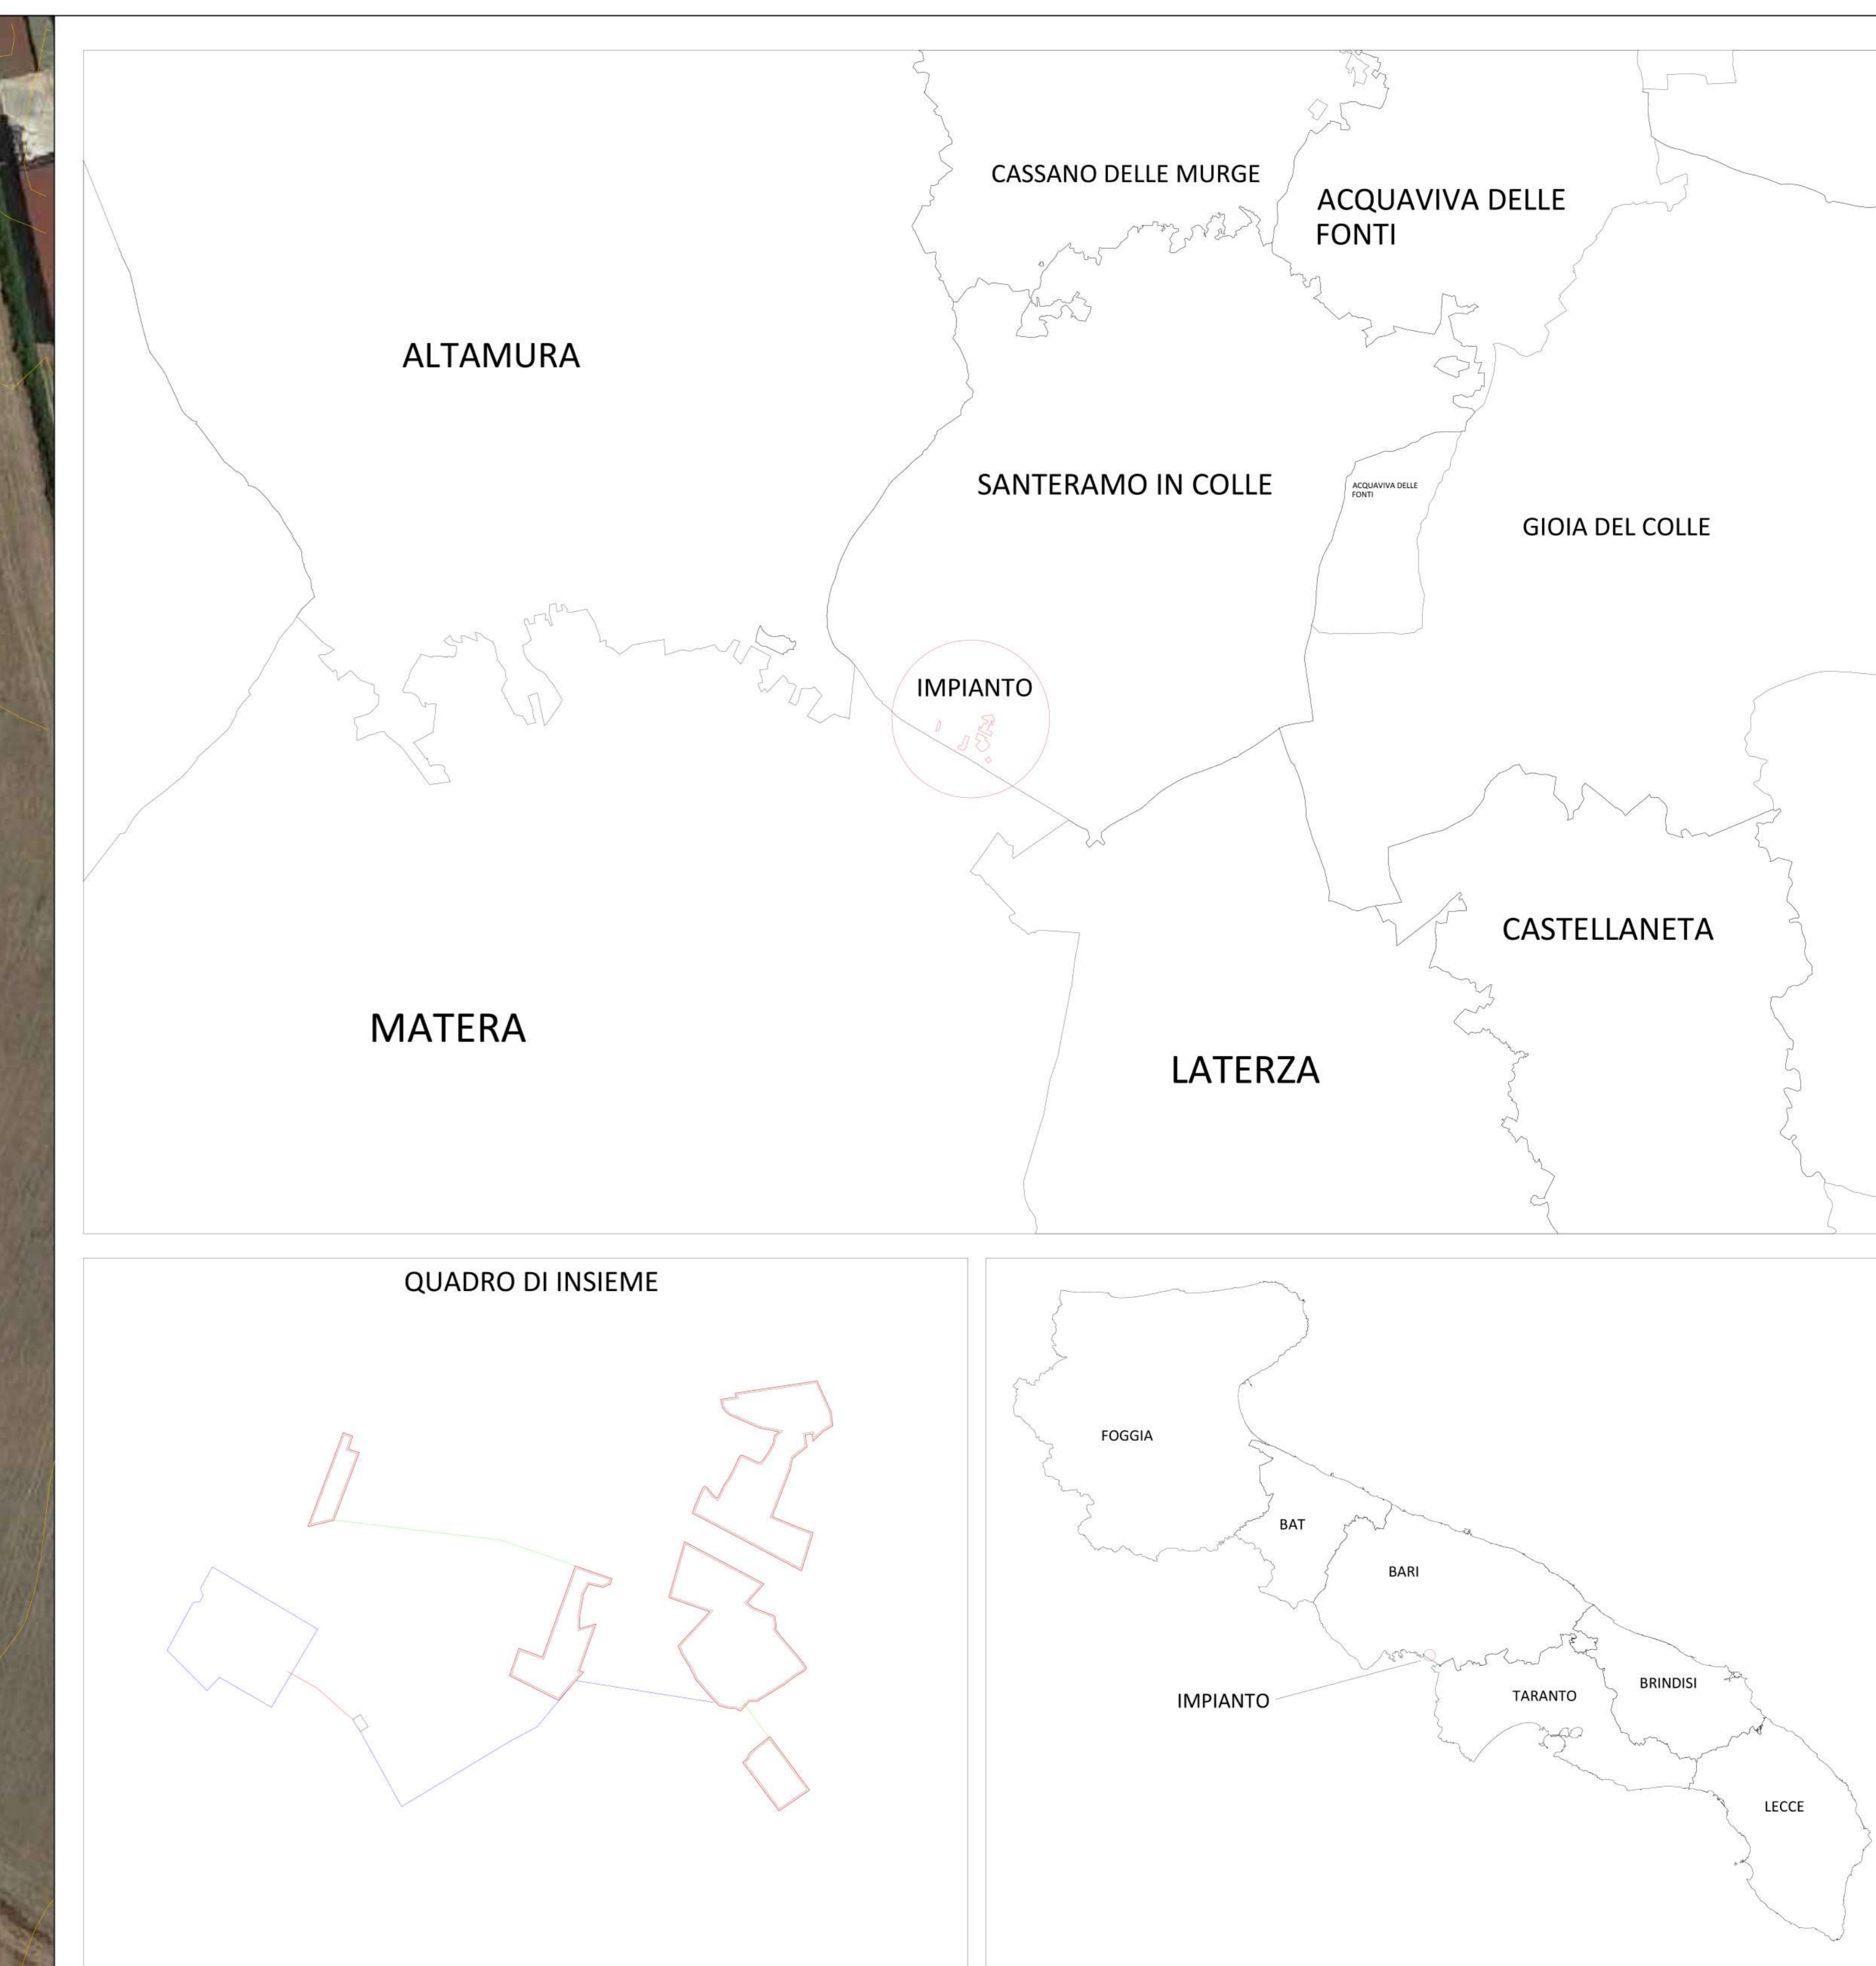 CASSANO DELLE MURGE
ACQUAVIVA DELLE
FONTI
ALTAMURA
SANTERAMO IN COLLE
ACQUAVIVA DELLE
FONTI
GIOIA DEL COLLE
IMPIANTO
CASTELLANETA
MATERA
LATERZA
QUADRO DI INSIEME
FOGGIA
BAT
BARI
IMPIANTO
TARANTO
BRINDISI
LECCE